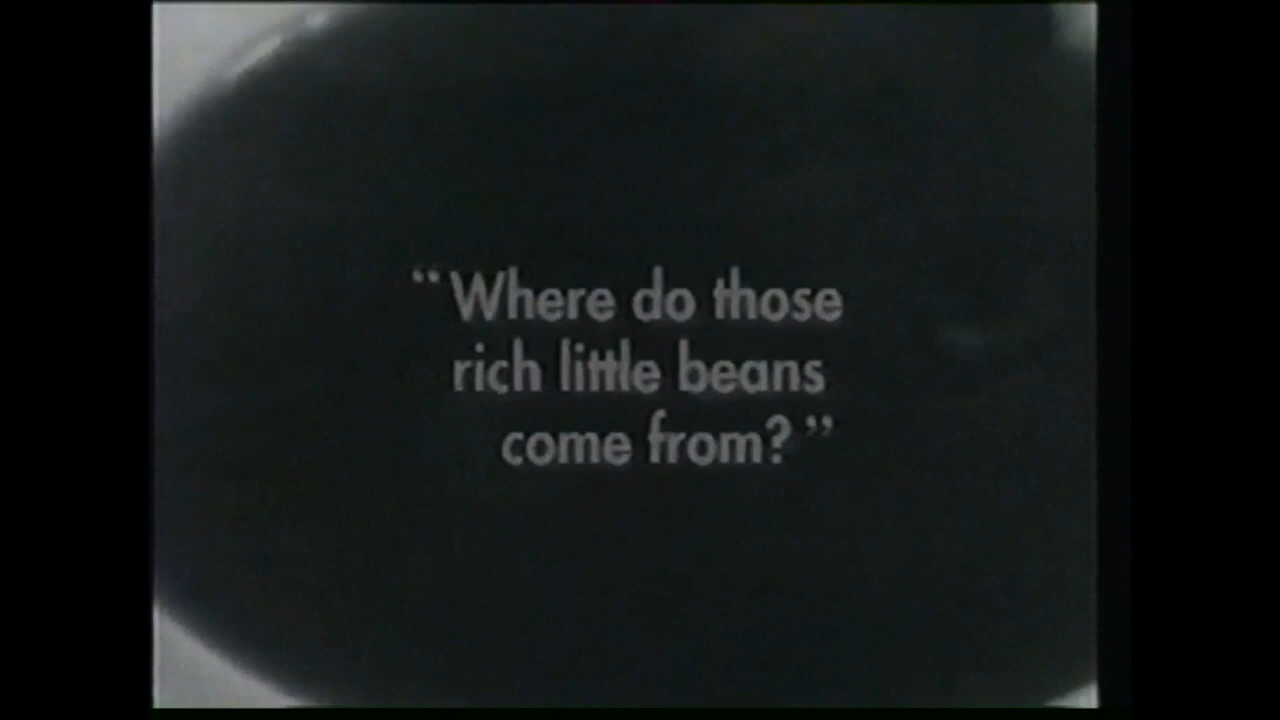 “Where do those
rich little beans
come from?”